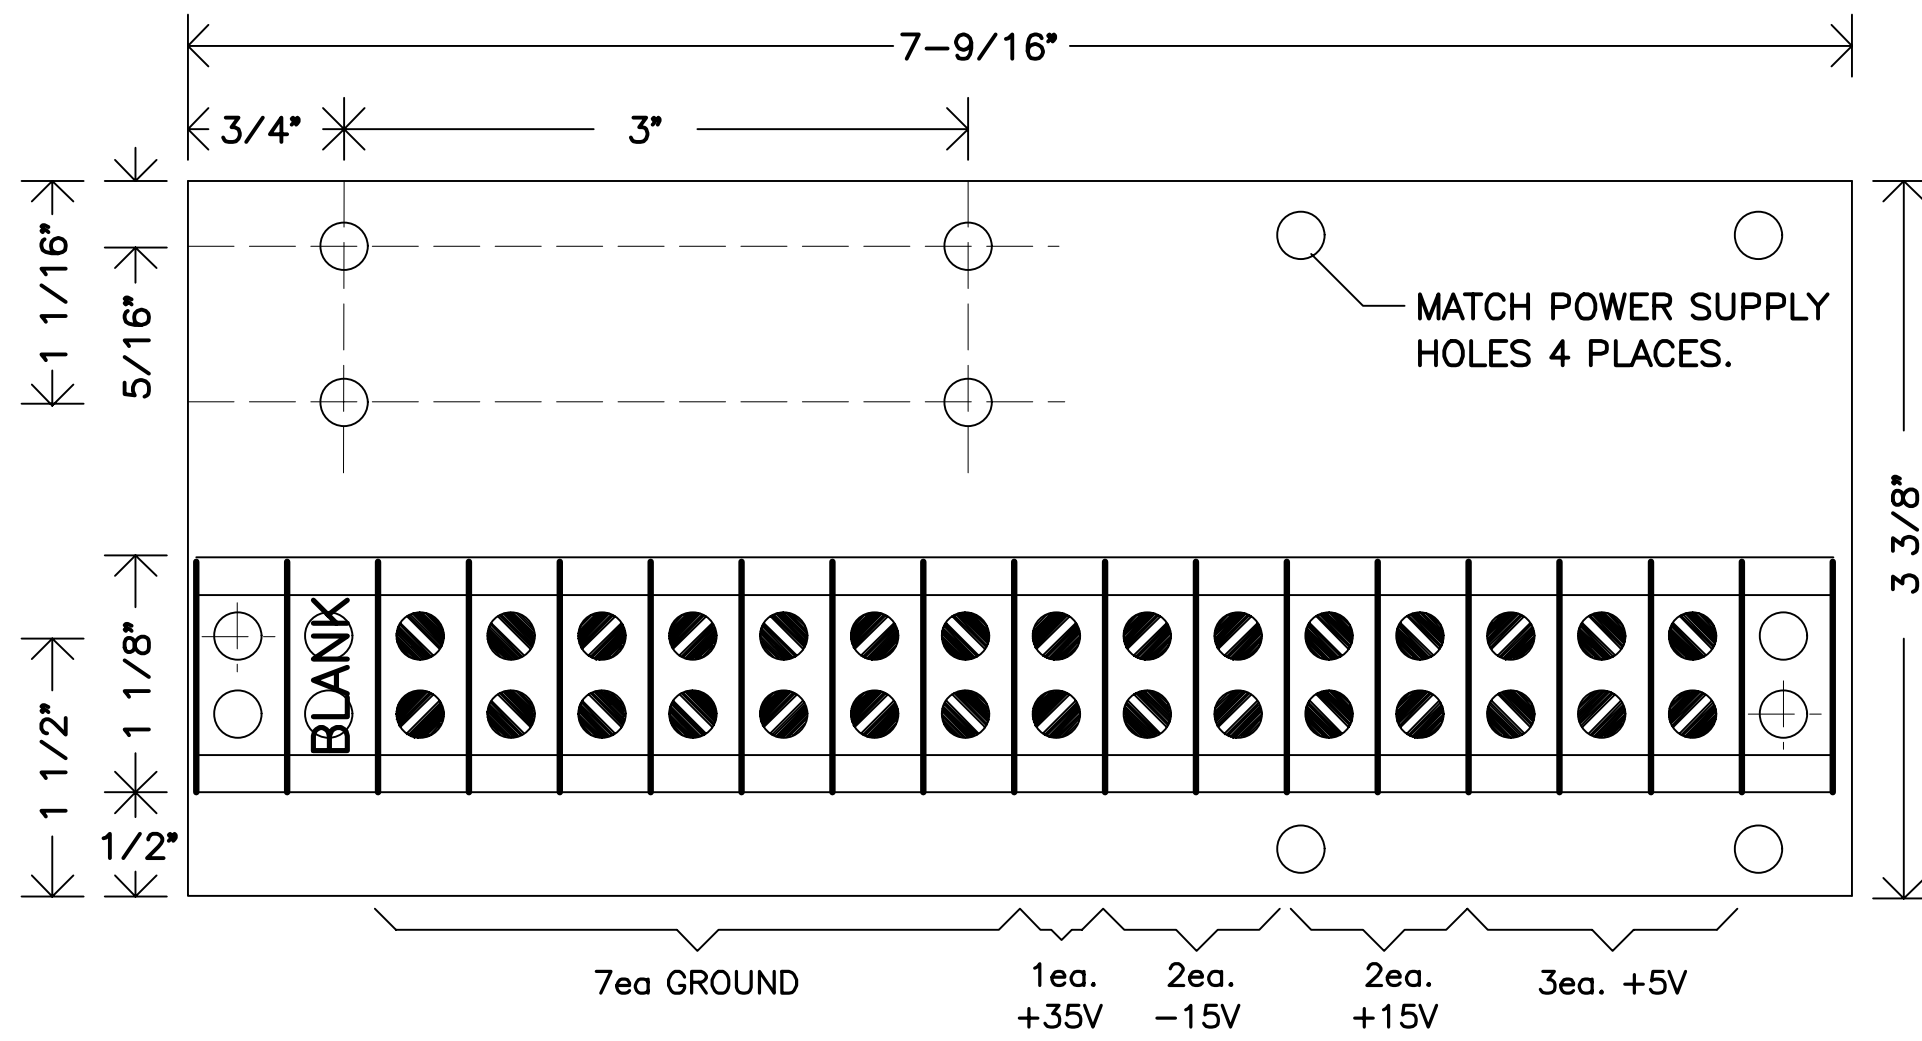 7-9/16"
3/4"
3"
1 1/16"
5/16"
MATCH POWER SUPPLY
HOLES 4 PLACES.
3 3/8"
BLANK
1 1/8"
1 1/2"
1/2"
7ea GROUND
1ea.
+35V
2ea.
-15V
2ea.
+15V
3ea. +5V